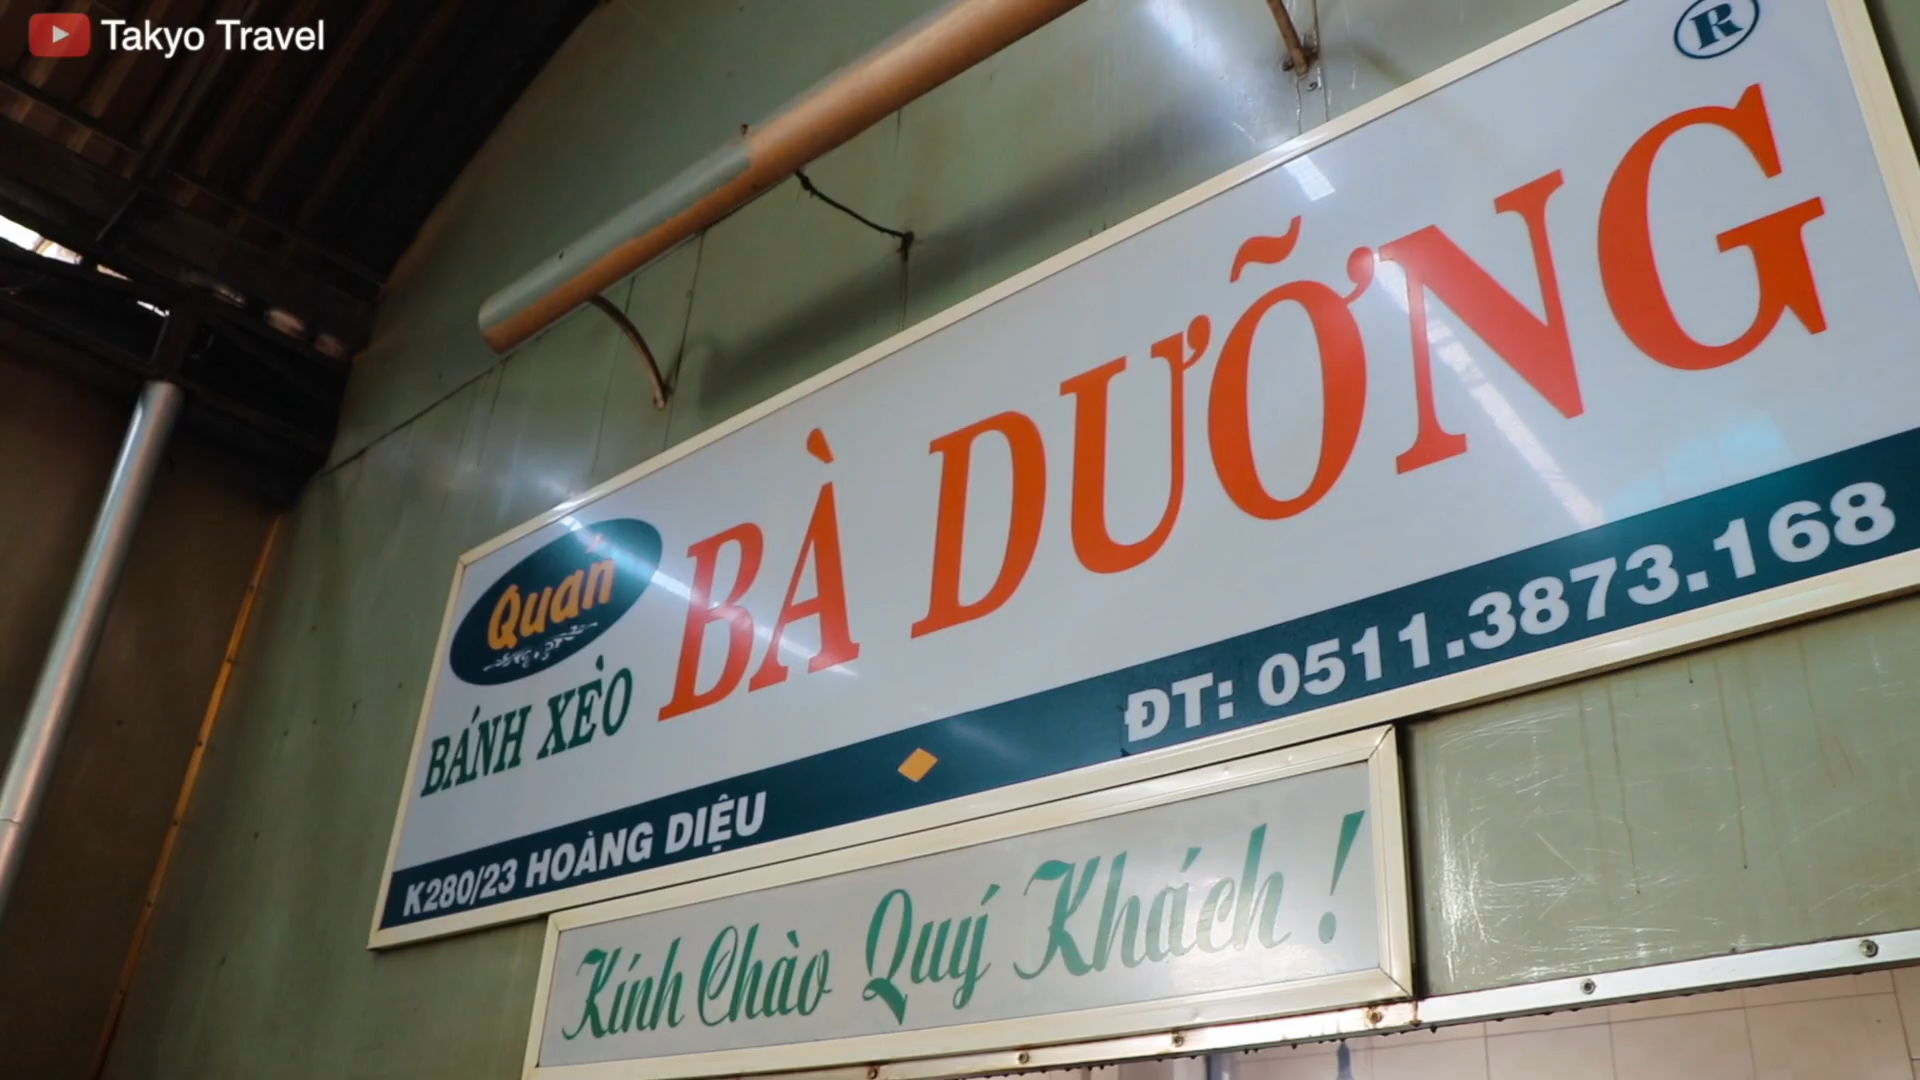 Takyo Travel
®
Quán
BÁNH XÈO
BÀ DƯỠNG
K280/23 HOÀNG DIỆU
ĐT: 0511.3873.168
Kính Chào Quý Khách !